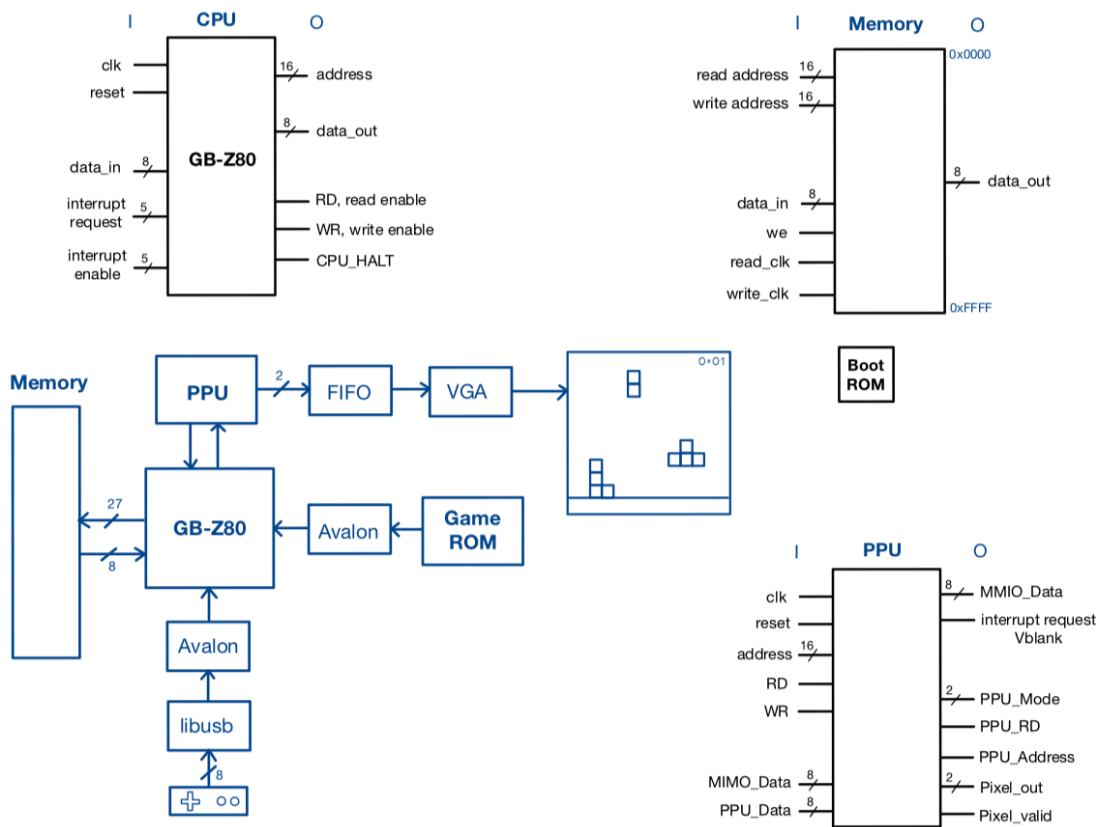 I
CPU
O
clk
reset
data_in
8
interrupt
request
5
interrupt
enable
5
GB-Z80
16
address
8
data_out
RD, read enable
WR, write enable
CPU_HALT
I
Memory
O
0x0000
read address
16
write address
16
data_in
8
we
read_clk
write_clk
8
data_out
0xFFFF
Boot
ROM
Memory
PPU
2
FIFO
VGA
0x01
27
8
GB-Z80
Avalon
Game
ROM
Avalon
libusb
8
I
PPU
O
clk
reset
address
16
RD
WR
MIMO_Data
8
PPU_Data
8
8
MMIO_Data
interrupt request
Vblank
2
PPU_Mode
PPU_RD
PPU_Address
2
Pixel_out
Pixel_valid